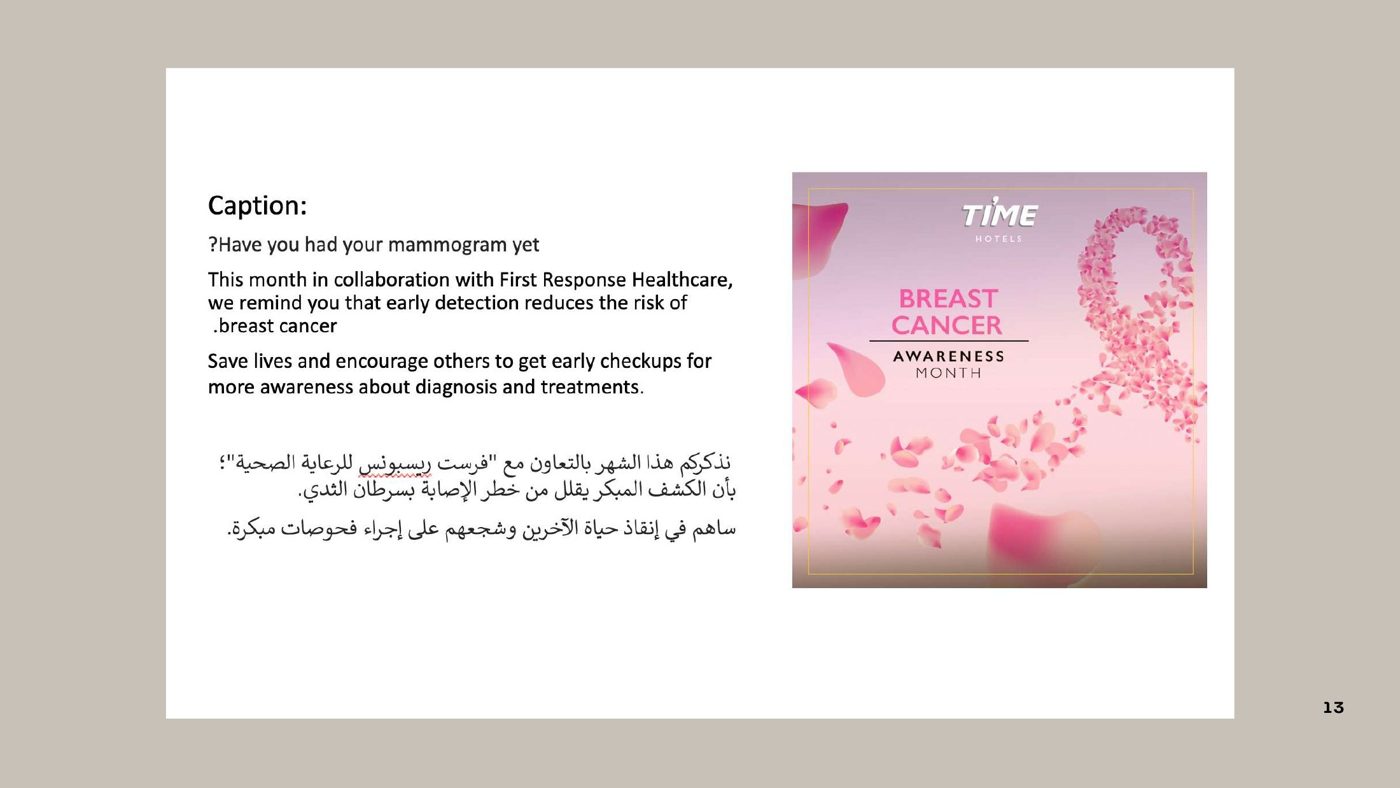 Caption:
?Have you had your mammogram yet
This month in collaboration with First Response Healthcare,
we remind you that early detection reduces the risk of
.breast cancer
Save lives and encourage others to get early checkups for
more awareness about diagnosis and treatments.
نذكركم هذا الشهر بالتعاون مع "فرست ريسبونس للرعاية الصحية"؛
بأن الكشف المبكر يقلل من خطر الإصابة بسرطان الثدي.
ساهم في إنقاذ حياة الآخرين وشجعهم على إجراء فحوصات مبكرة.
TIME
HOTELS
BREAST
CANCER
AWARENESS
MONTH
13